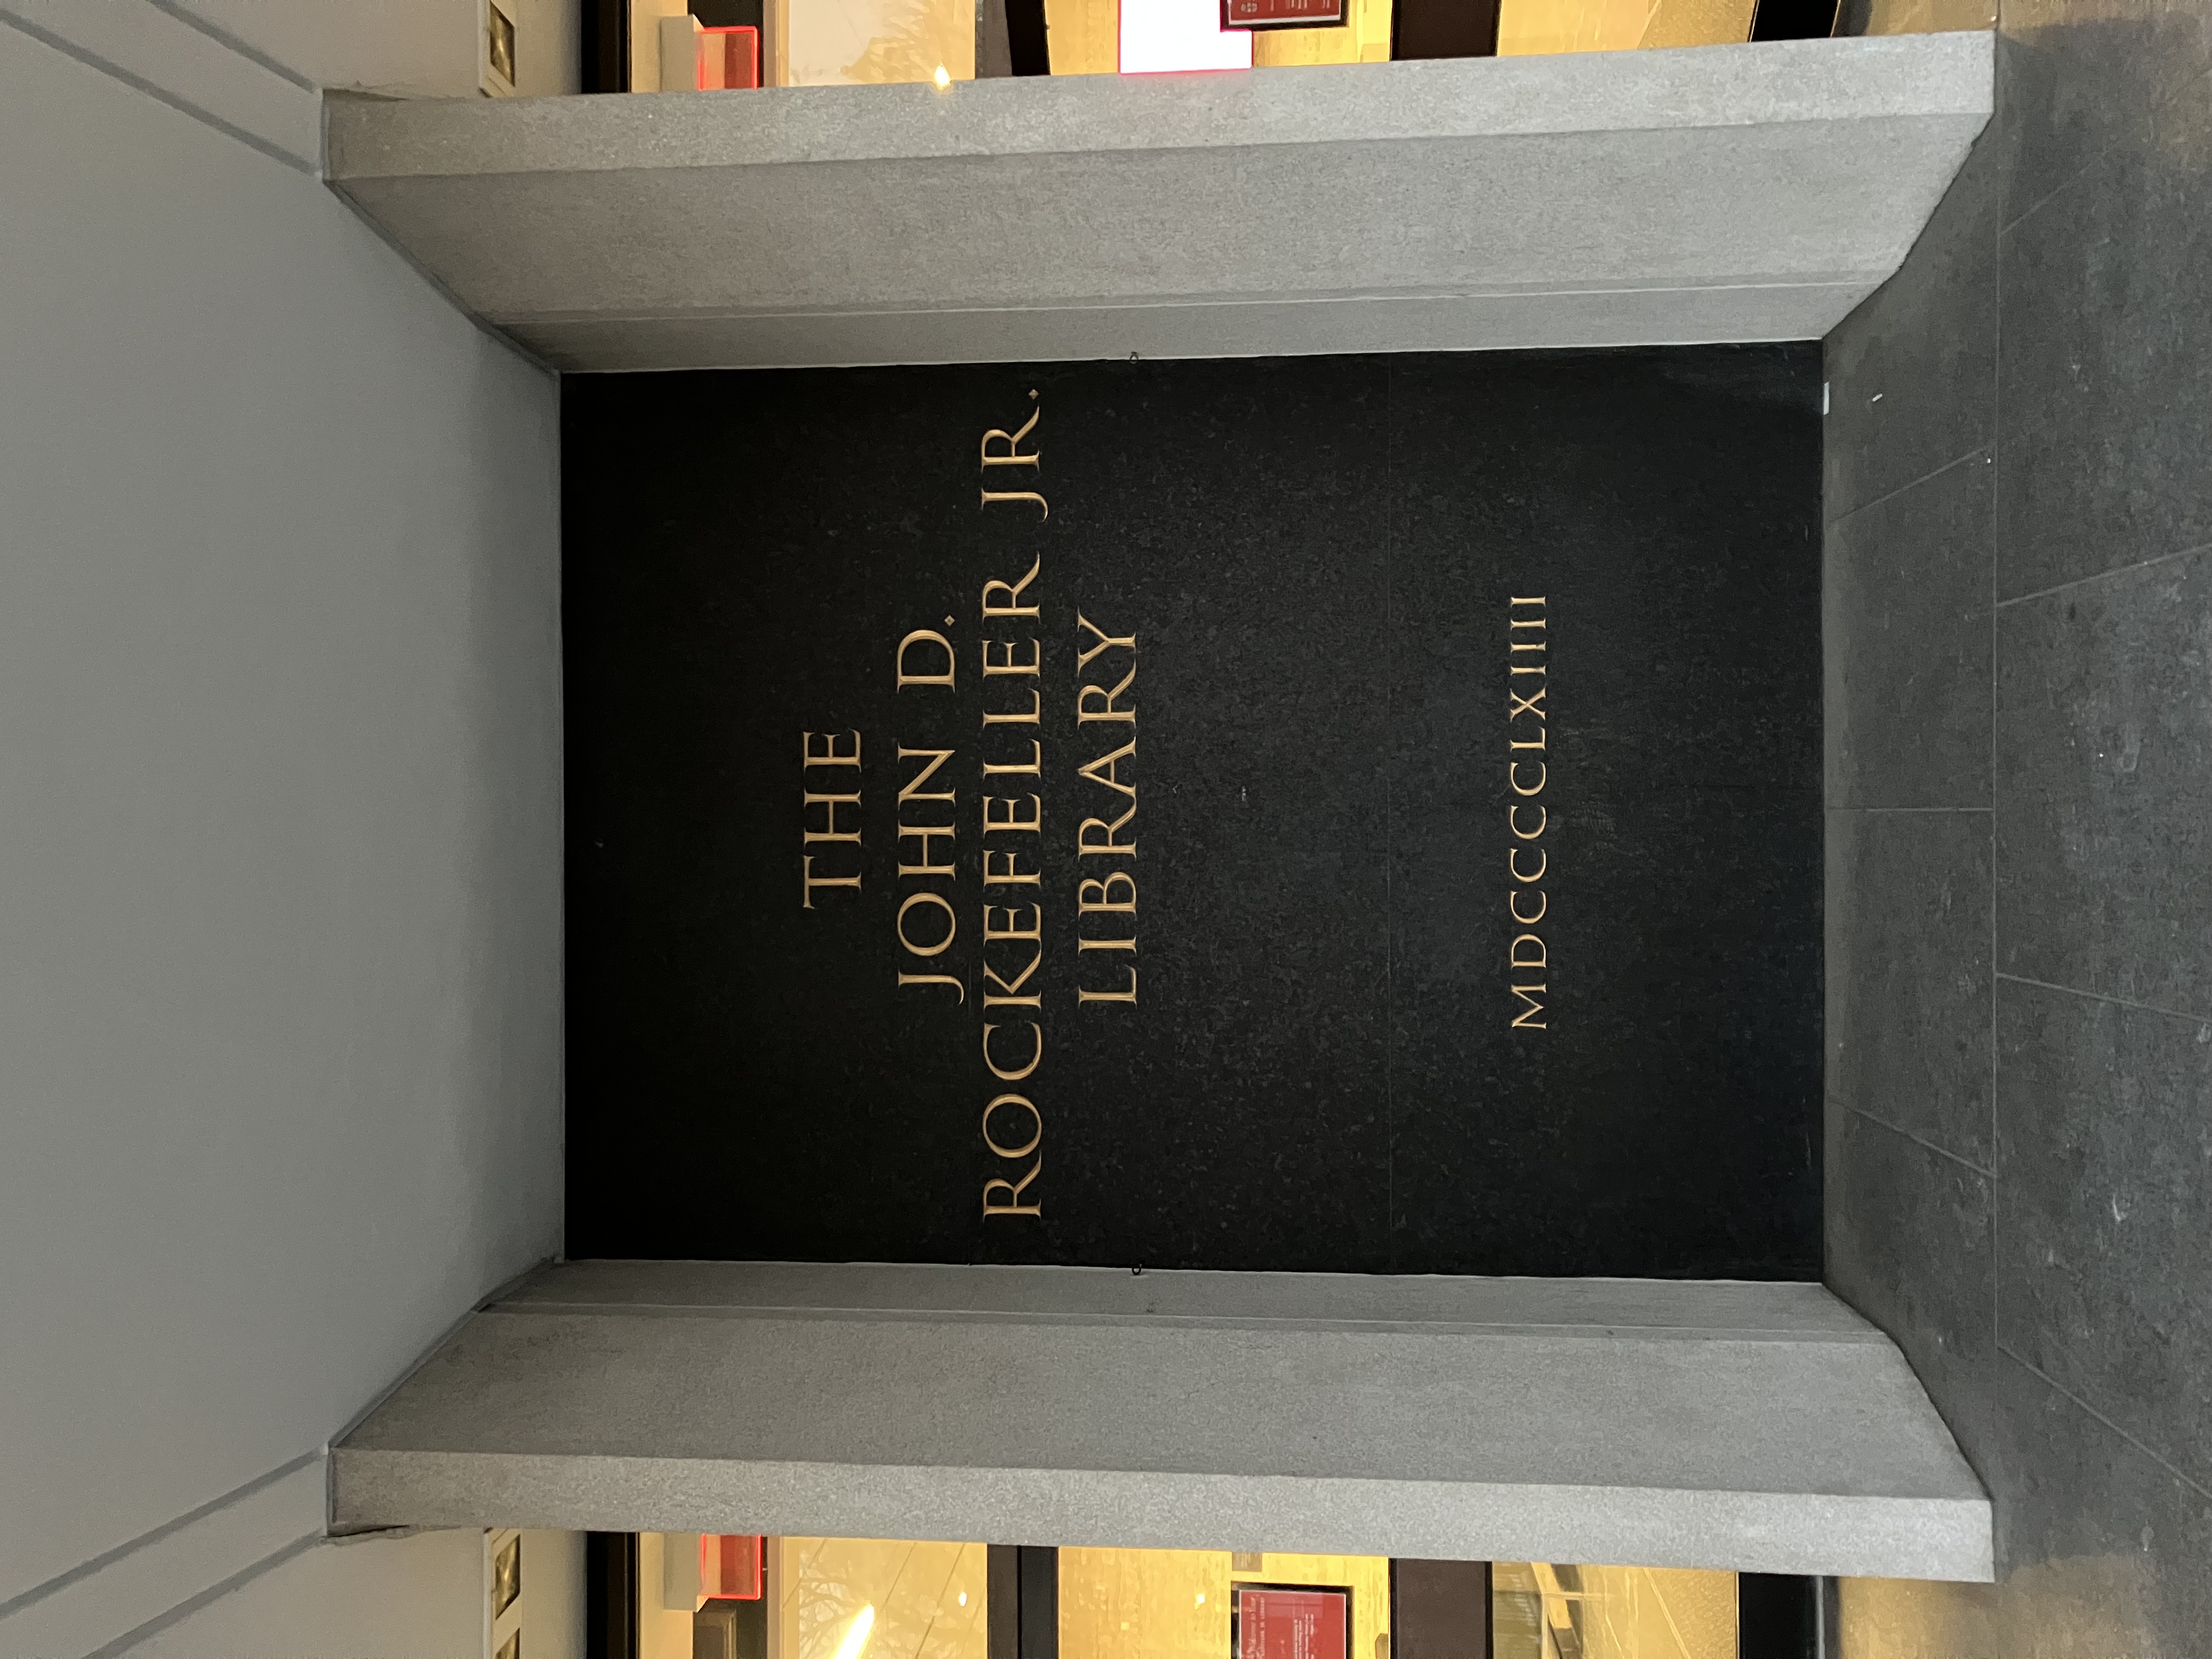 THE
JOHN D.
ROCKEFELLER JR.
LIBRARY
MDCCCCLXIIII